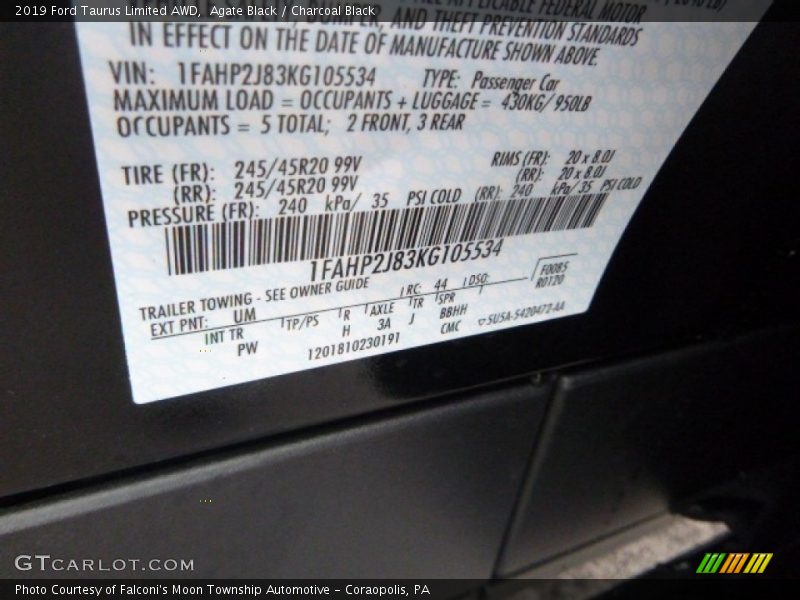 2019 Ford Taurus Limited AWD, Agate Black / Charcoal Black
APPLICABLE FEDERAL MOTOR
BUMPER, AND THEFT PREVENTION STANDARDS
IN EFFECT ON THE DATE OF MANUFACTURE SHOWN ABOVE.
VIN: 1FAHP2J83KG105534 TYPE: Passenger Car
MAXIMUM LOAD = OCCUPANTS + LUGGAGE = 430KG/ 950LB
OCCUPANTS = 5 TOTAL; 2 FRONT, 3 REAR
TIRE (FR): 245/45R20 99V RIMS (FR): 20 x 8.0J
(RR): 245/45R20 99V (RR): 20 x 8.0J
PRESSURE (FR): 240 kPa/ 35 PSI COLD (RR): 240 kPa/ 35 PSI COLD
1FAHP2J83KG105534
TRAILER TOWING - SEE OWNER GUIDE RC: 44 DSO: F0085
EXT PNT: UM R0120
INT TR TP/PS R AXLE TR SPR
PW H 3A J BBHH
1201810230191 CMC ▽SU5A-5420472-AA
GTCARLOT.COM
Photo Courtesy of Falconi's Moon Township Automotive - Coraopolis, PA